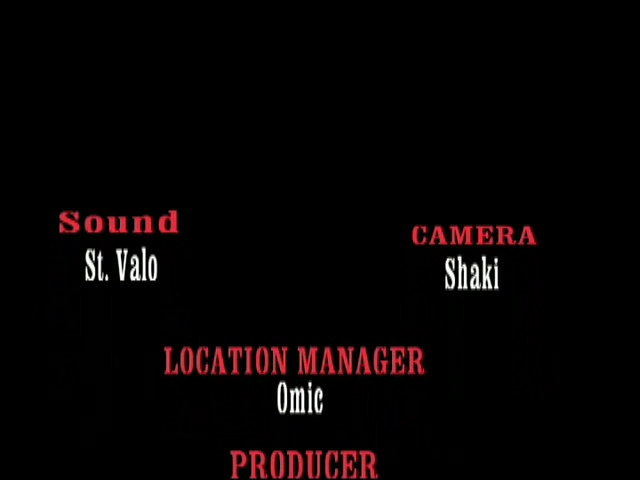 Sound
St. Valo
CAMERA
Shaki
LOCATION MANAGER
Omic
PRODUCER